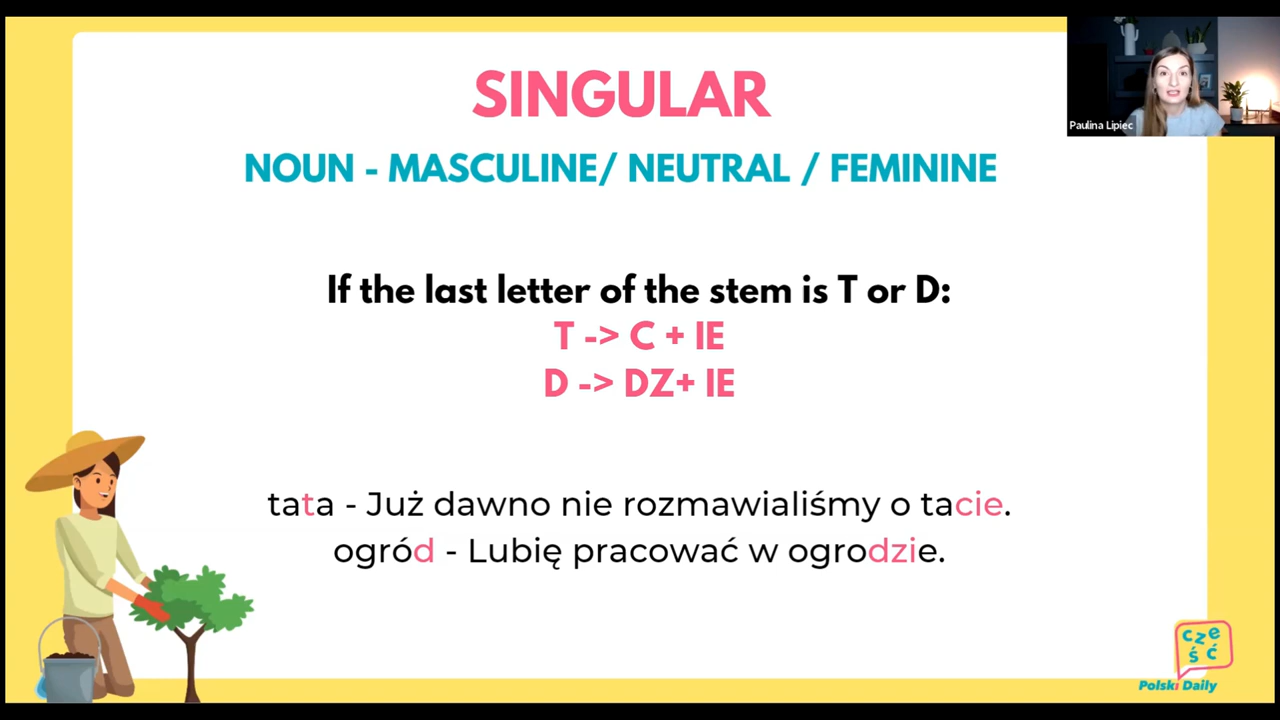 SINGULAR
Paulina Lipiec
NOUN - MASCULINE/ NEUTRAL / FEMININE
If the last letter of the stem is T or D:
T -> C + IE
D -> DZ+ IE
tata - Już dawno nie rozmawialiśmy o tacie.
ogród - Lubię pracować w ogrodzie.
cze
ść
Polski Daily